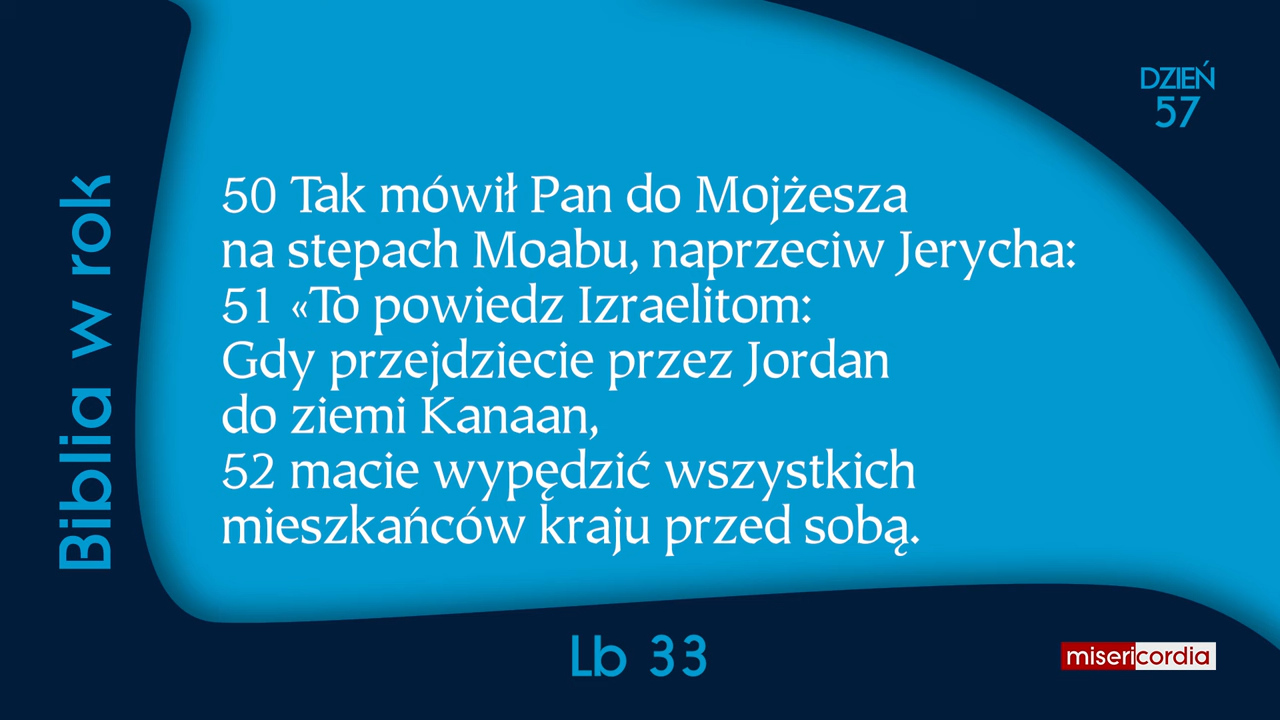 DZIEŃ
57
Biblia w rok
50 Tak mówił Pan do Mojżesza
na stepach Moabu, naprzeciw Jerycha:
51 «To powiedz Izraelitom:
Gdy przejdziecie przez Jordan
do ziemi Kanaan,
52 macie wypędzić wszystkich
mieszkańców kraju przed sobą.
Lb 33
misericordia